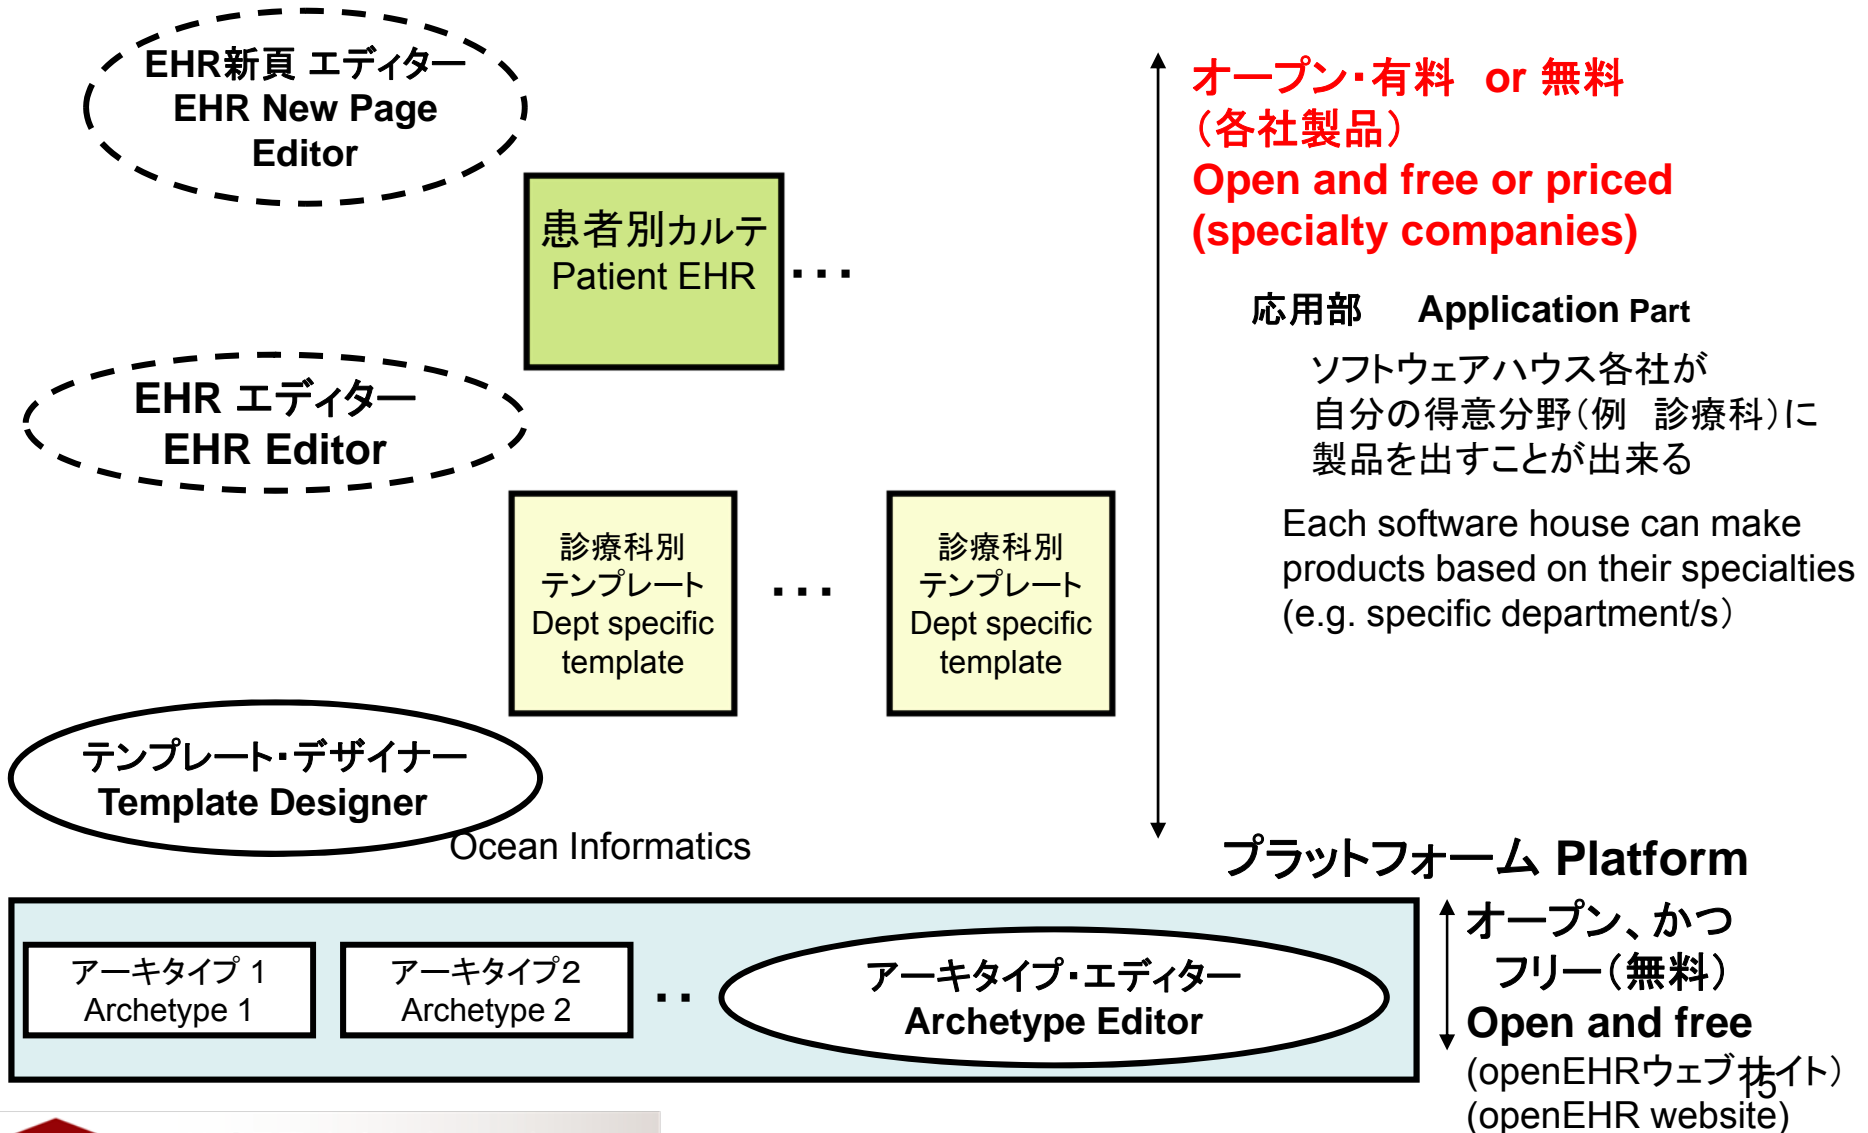 EHR新頁 エディター
EHR New Page
Editor
オープン・有料 or 無料
（各社製品）
Open and free or priced
(specialty companies)
患者別カルテ
Patient EHR
...
応用部 Application Part
ソフトウェアハウス各社が
自分の得意分野（例 診療科）に
製品を出すことが出来る
Each software house can make
products based on their specialties
(e.g. specific department/s）
EHR エディター
EHR Editor
診療科別
テンプレート
Dept specific
template
...
診療科別
テンプレート
Dept specific
template
テンプレート・デザイナー
Template Designer
Ocean Informatics
プラットフォーム Platform
オープン、かつ
フリー（無料）
Open and free
(openEHRウェブサイト）
(openEHR website)
アーキタイプ 1
Archetype 1
アーキタイプ２
Archetype 2
..
アーキタイプ・エディター
Archetype Editor
15